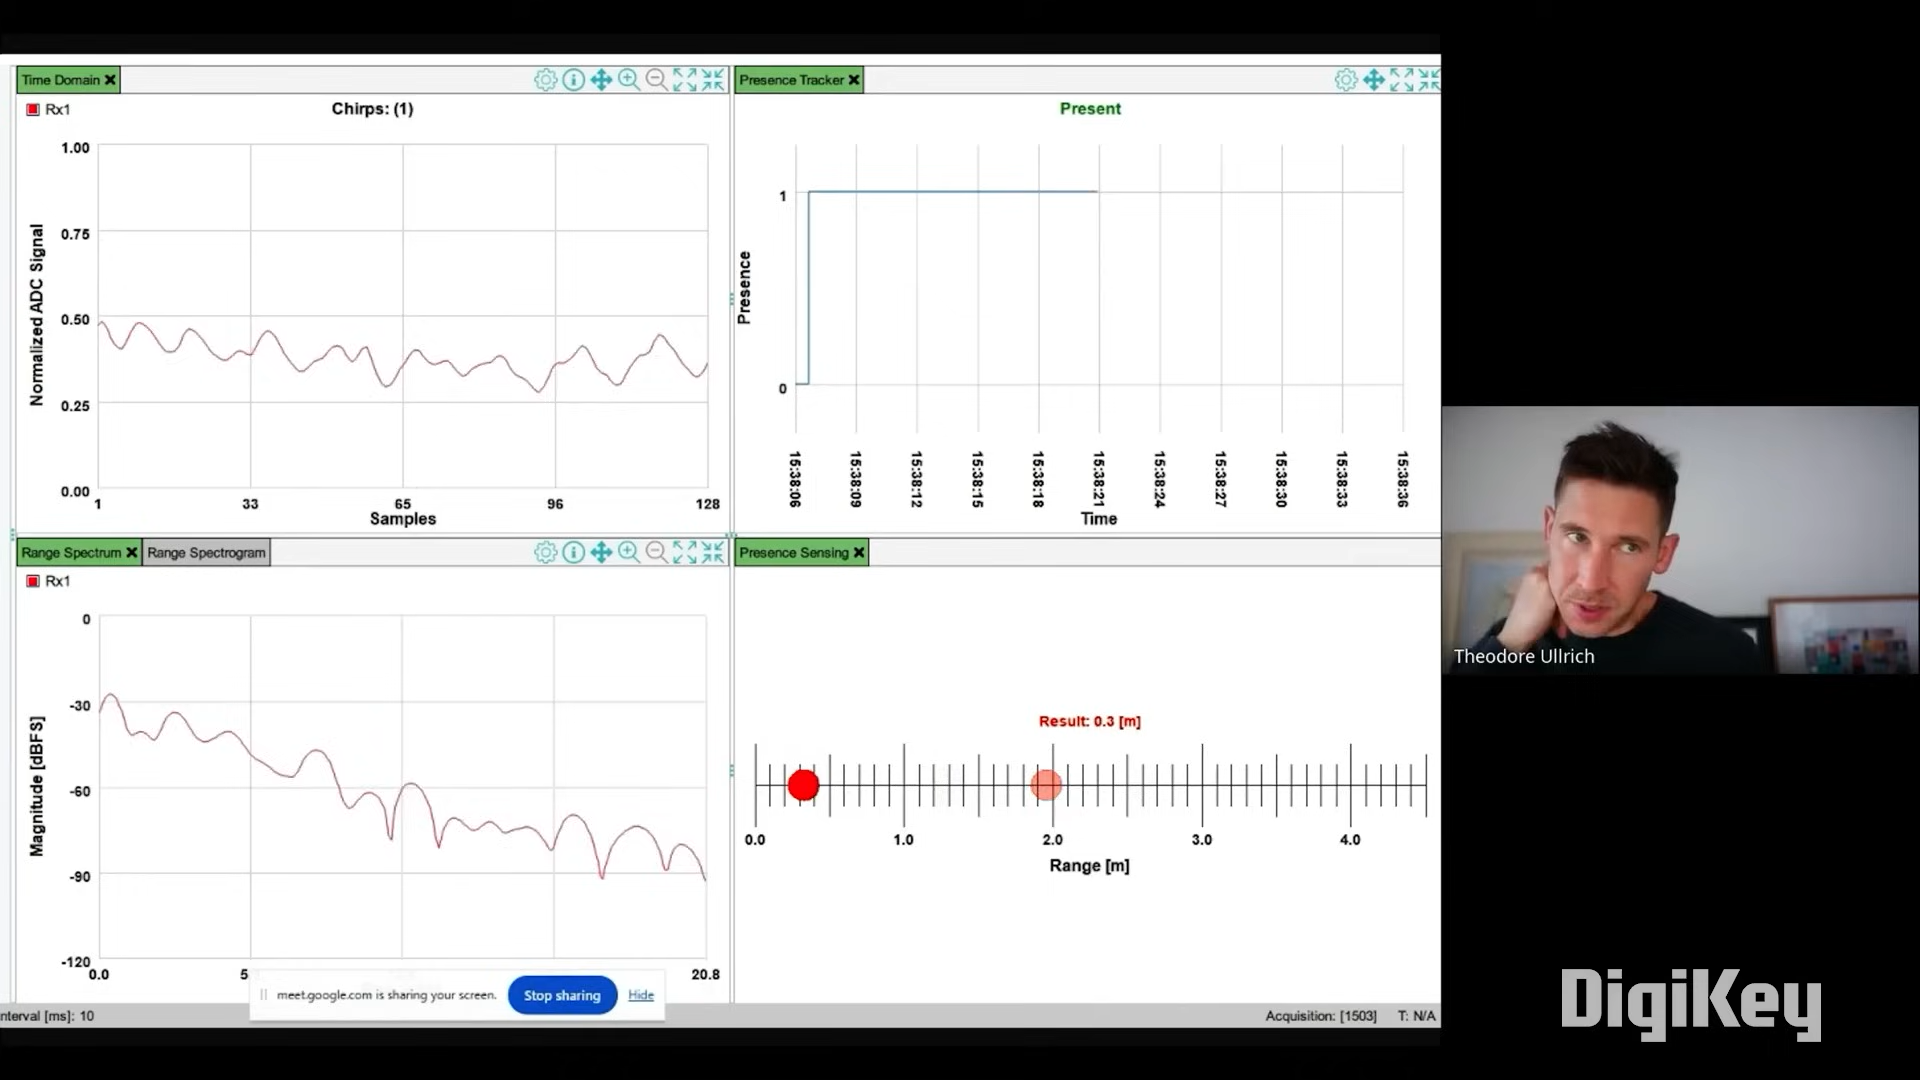 Time Domain
Rx1
Chirps: (1)
1.00
0.75
0.50
0.25
0.00
Normalized ADC Signal
1 33 65 96 128
Samples
Presence Tracker
Present
1
0
Presence
15:38:06 15:38:09 15:38:12 15:38:15 15:38:18 15:38:21 15:38:24 15:38:27 15:38:30 15:38:33 15:38:36
Time
Range Spectrum Range Spectrogram
Rx1
0
-30
-60
-90
-120
Magnitude [dBFS]
0.0 5 20.8
meet.google.com is sharing your screen. Stop sharing Hide
Presence Sensing
Result: 0.3 [m]
0.0 1.0 2.0 3.0 4.0
Range [m]
nterval [ms]: 10
Acquisition: [1503] T: N/A
Theodore Ullrich
DigiKey